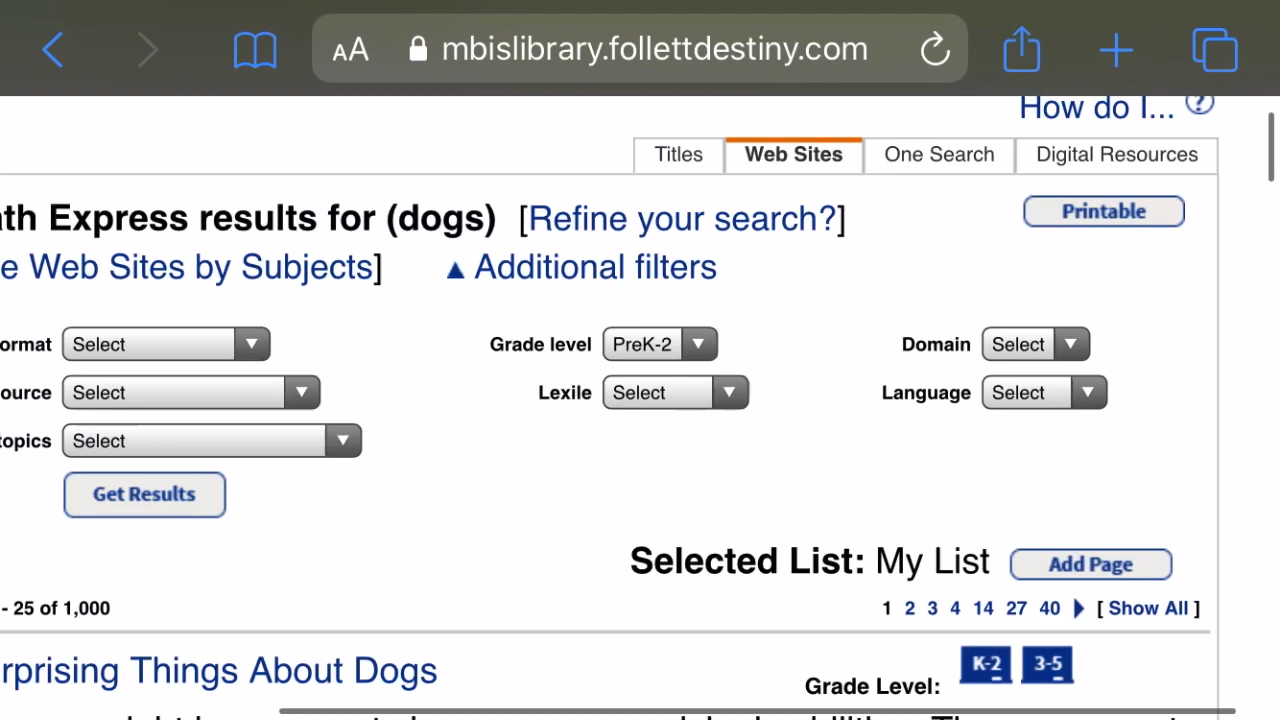 AA mbislibrary.follettdestiny.com
How do I... ?
Titles Web Sites One Search Digital Resources
th Express results for (dogs) [Refine your search?] Printable
e Web Sites by Subjects] ▲ Additional filters
ormat Select Grade level PreK-2 Domain Select
ource Select Lexile Select Language Select
topics Select
Get Results
Selected List: My List Add Page
- 25 of 1,000 1 2 3 4 14 27 40 [ Show All ]
rprising Things About Dogs K-2 3-5
Grade Level: